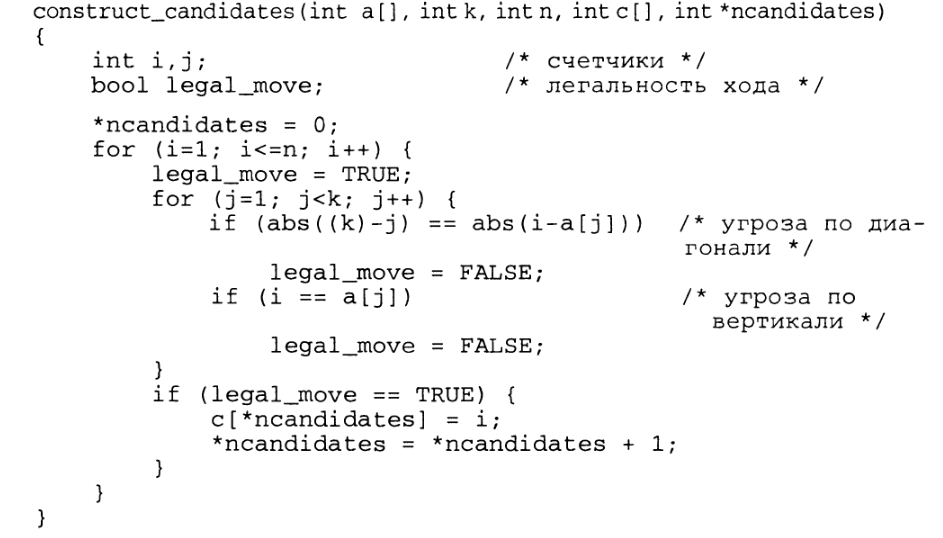 construct_candidates(int a[], int k, int n, int c[], int *ncandidates)
{
int i,j; /* счетчики */
bool legal_move; /* легальность хода */
*ncandidates = 0;
for (i=1; i<=n; i++) {
legal_move = TRUE;
for (j=1; j<k; j++) {
if (abs((k)-j) == abs(i-a[j])) /* угроза по диа-
гонали */
legal_move = FALSE;
if (i == a[j]) /* угроза по
вертикали */
legal_move = FALSE;
}
if (legal_move == TRUE) {
c[*ncandidates] = i;
*ncandidates = *ncandidates + 1;
}
}
}